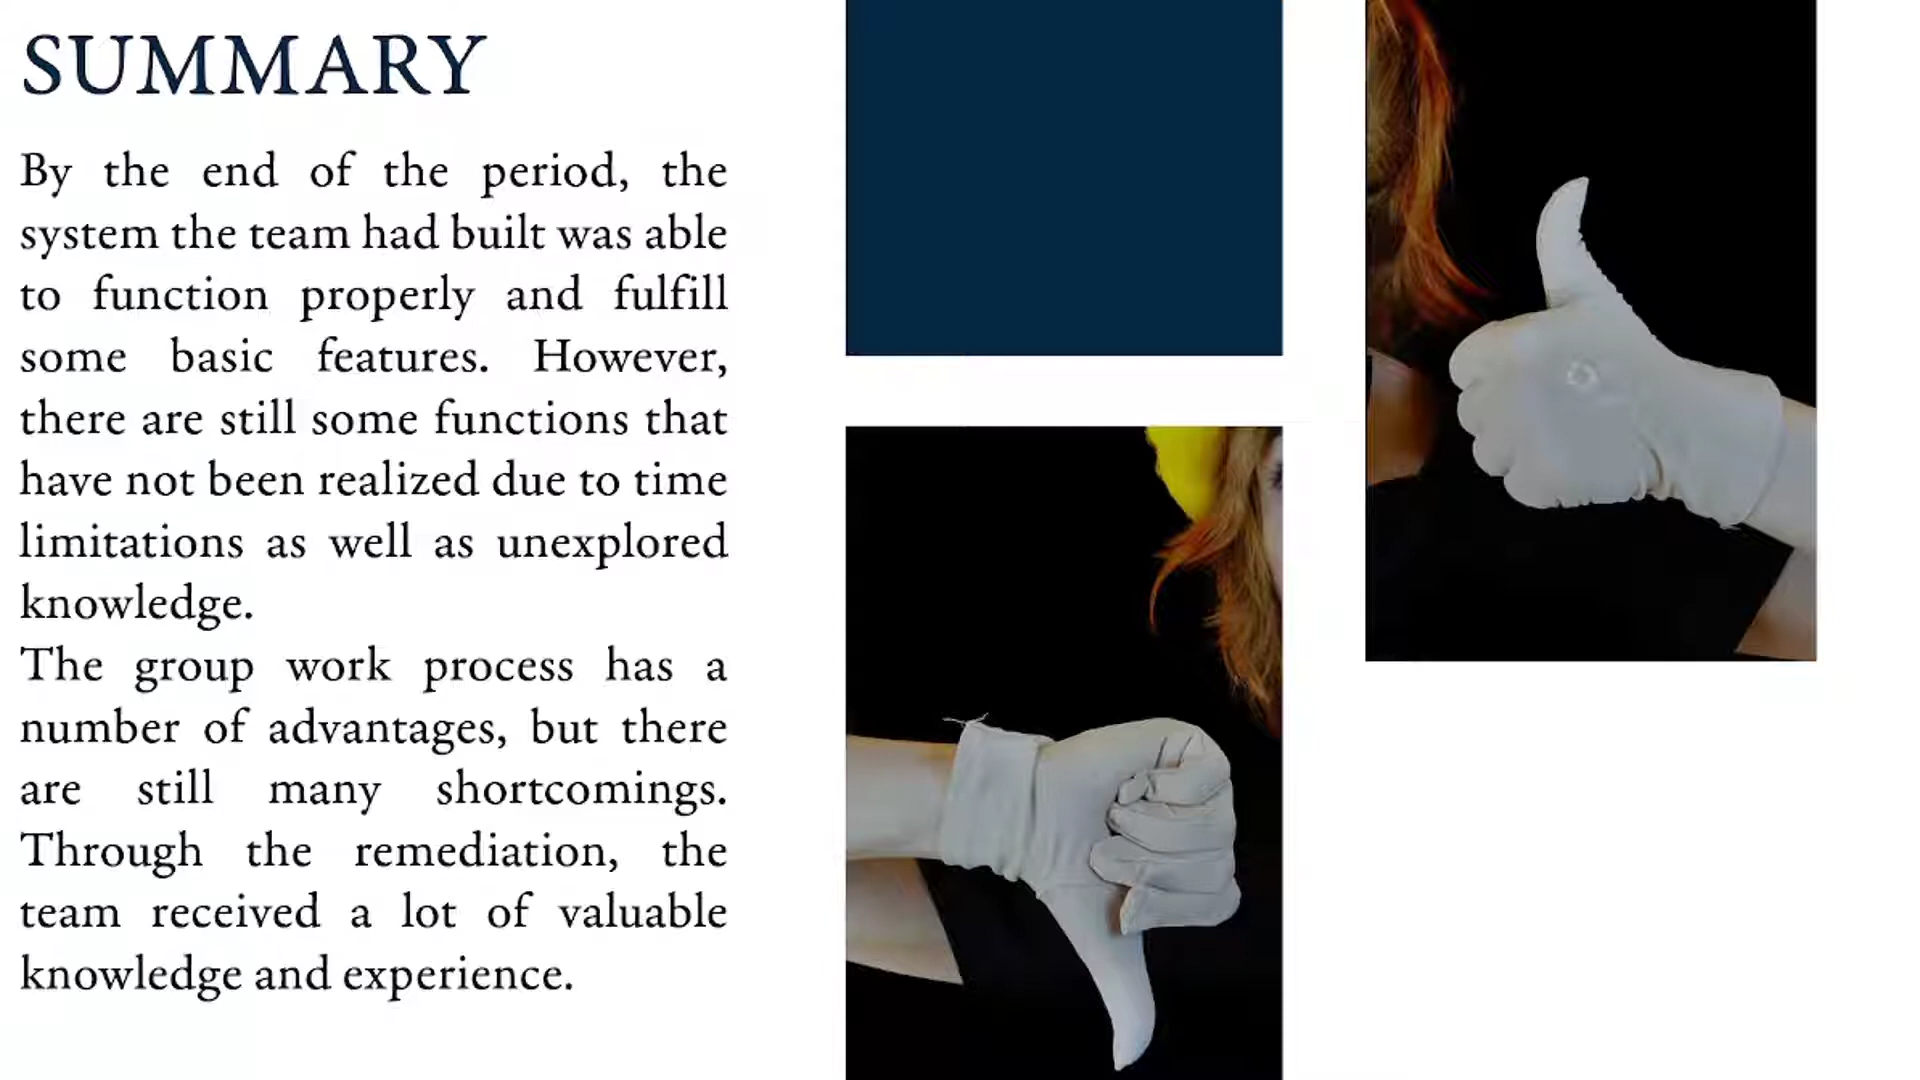 SUMMARY
By the end of the period, the
system the team had built was able
to function properly and fulfill
some basic features. However,
there are still some functions that
have not been realized due to time
limitations as well as unexplored
knowledge.
The group work process has a
number of advantages, but there
are still many shortcomings.
Through the remediation, the
team received a lot of valuable
knowledge and experience.